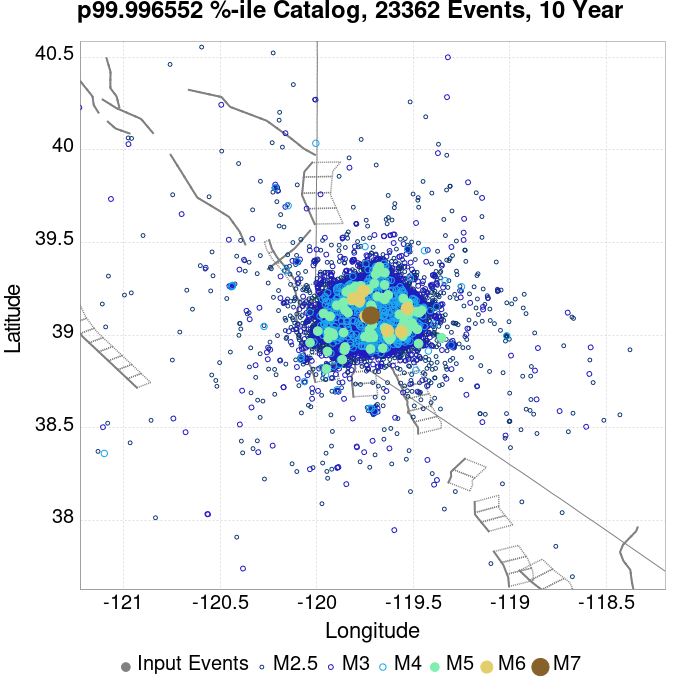 p99.996552 %-ile Catalog, 23362 Events, 10 Year
40.5
40
39.5
39
38.5
38
Latitude
-121 -120.5 -120 -119.5 -119 -118.5
Longitude
Input Events M2.5 M3 M4 M5 M6 M7